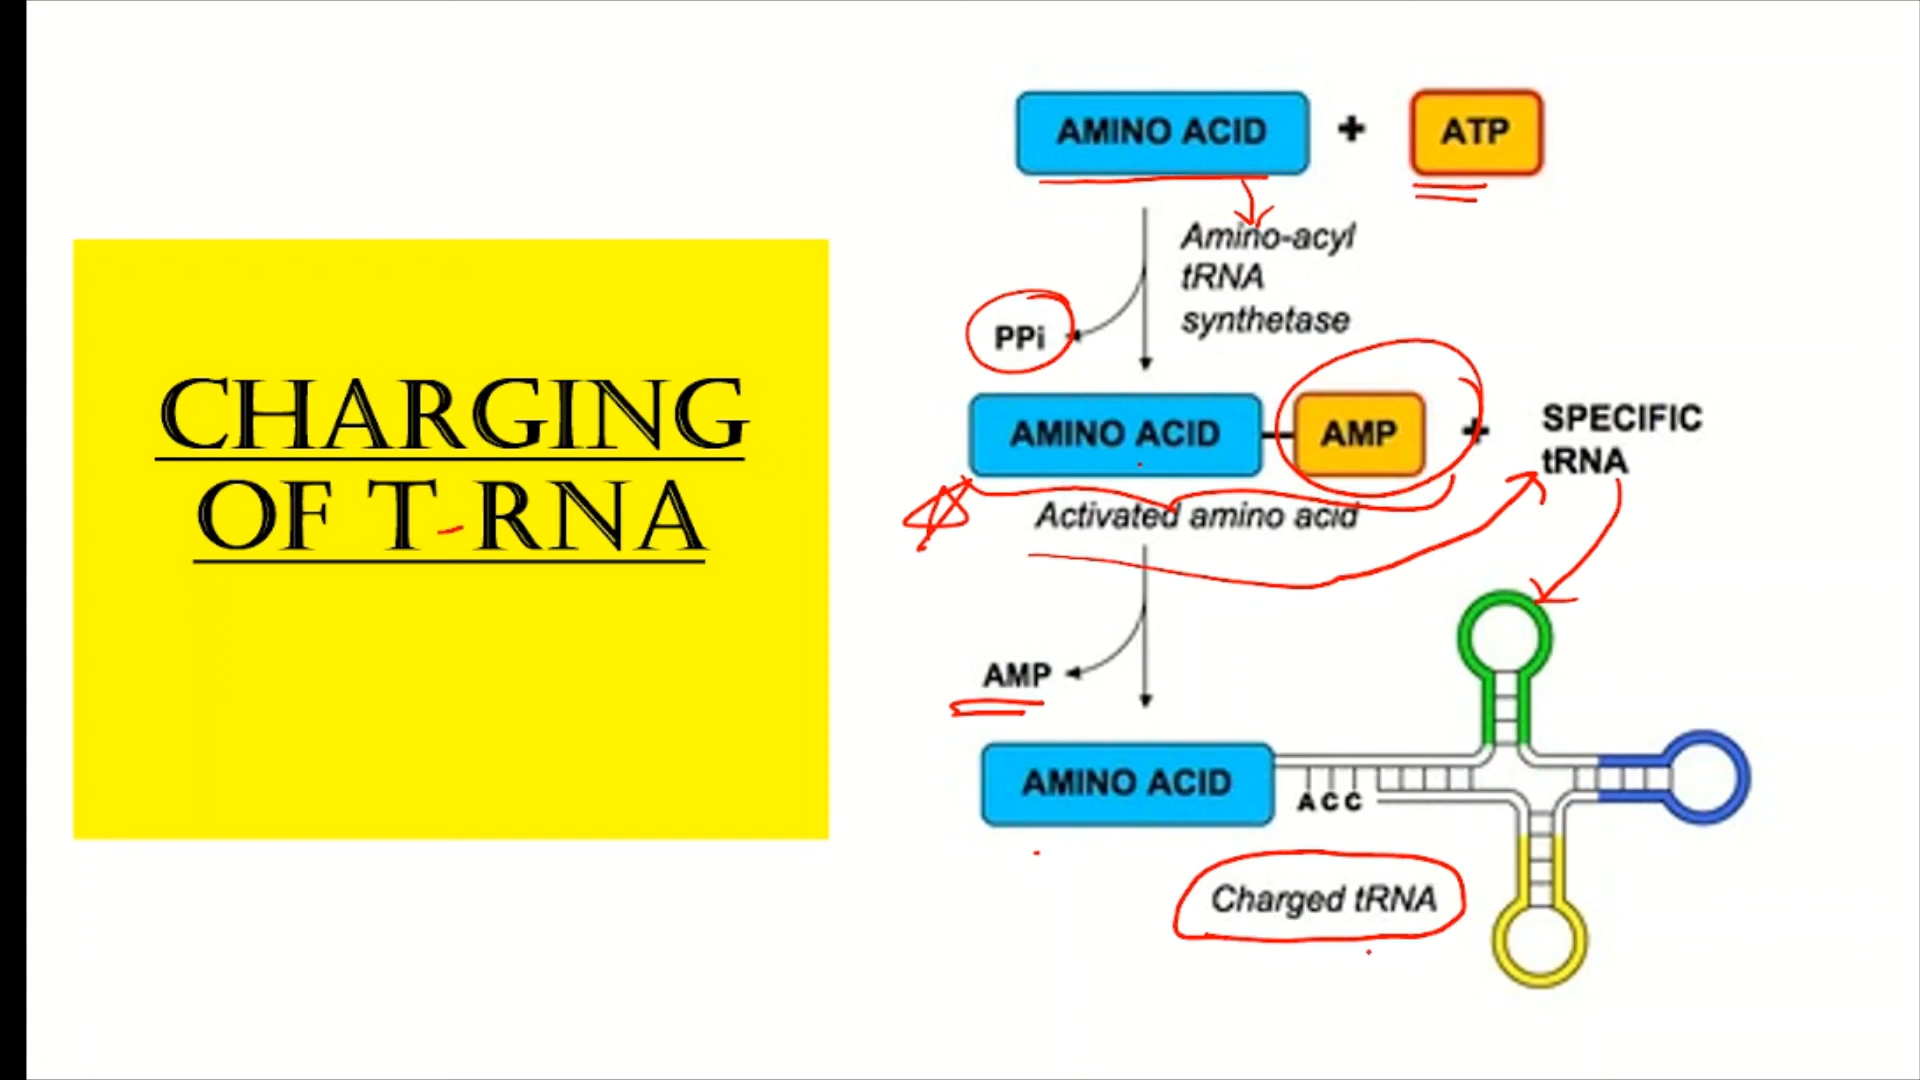 CHARGING
OF T-RNA
AMINO ACID + ATP
Amino-acyl
tRNA
synthetase
PPi
AMINO ACID AMP + SPECIFIC
tRNA
Activated amino acid
AMP
AMINO ACID
A C C
Charged tRNA